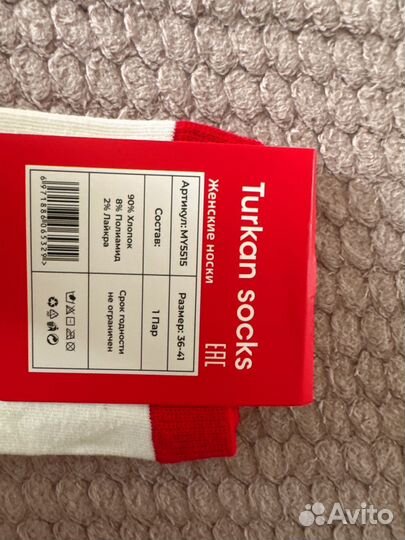 Turkan socks
Женские носки
EAC
Артикул: MY5515
Размер: 36-41
Состав:
1 Пар
90% Хлопок
8% Полиамид
2% Лайкра
Срок годности
не ограничен
6971886065329>
Avito